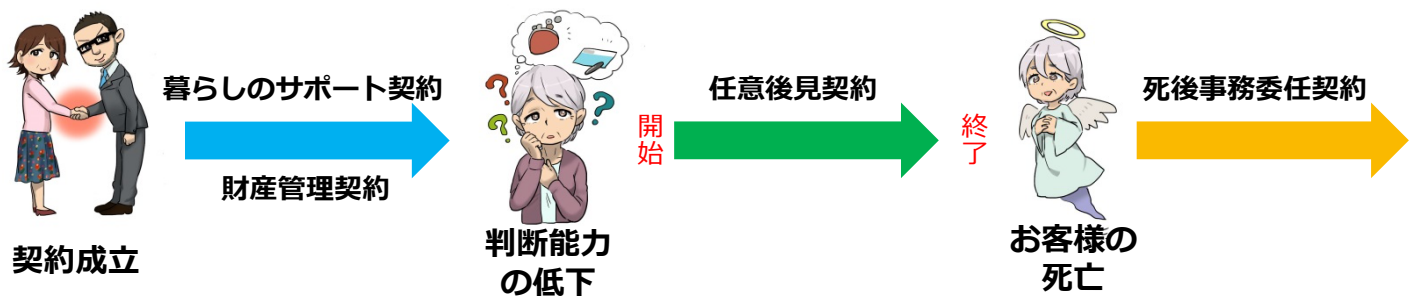 暮らしのサポート契約
財産管理契約
契約成立
判断能力
の低下
開始
任意後見契約
終了
お客様の
死亡
死後事務委任契約